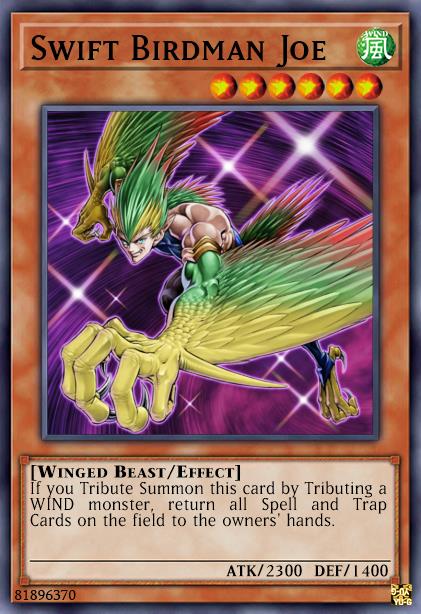 SWIFT BIRDMAN JOE
WIND
風
[WINGED BEAST/EFFECT]
If you Tribute Summon this card by Tributing a
WIND monster, return all Spell and Trap
Cards on the field to the owners' hands.
ATK/2300 DEF/1400
81896370